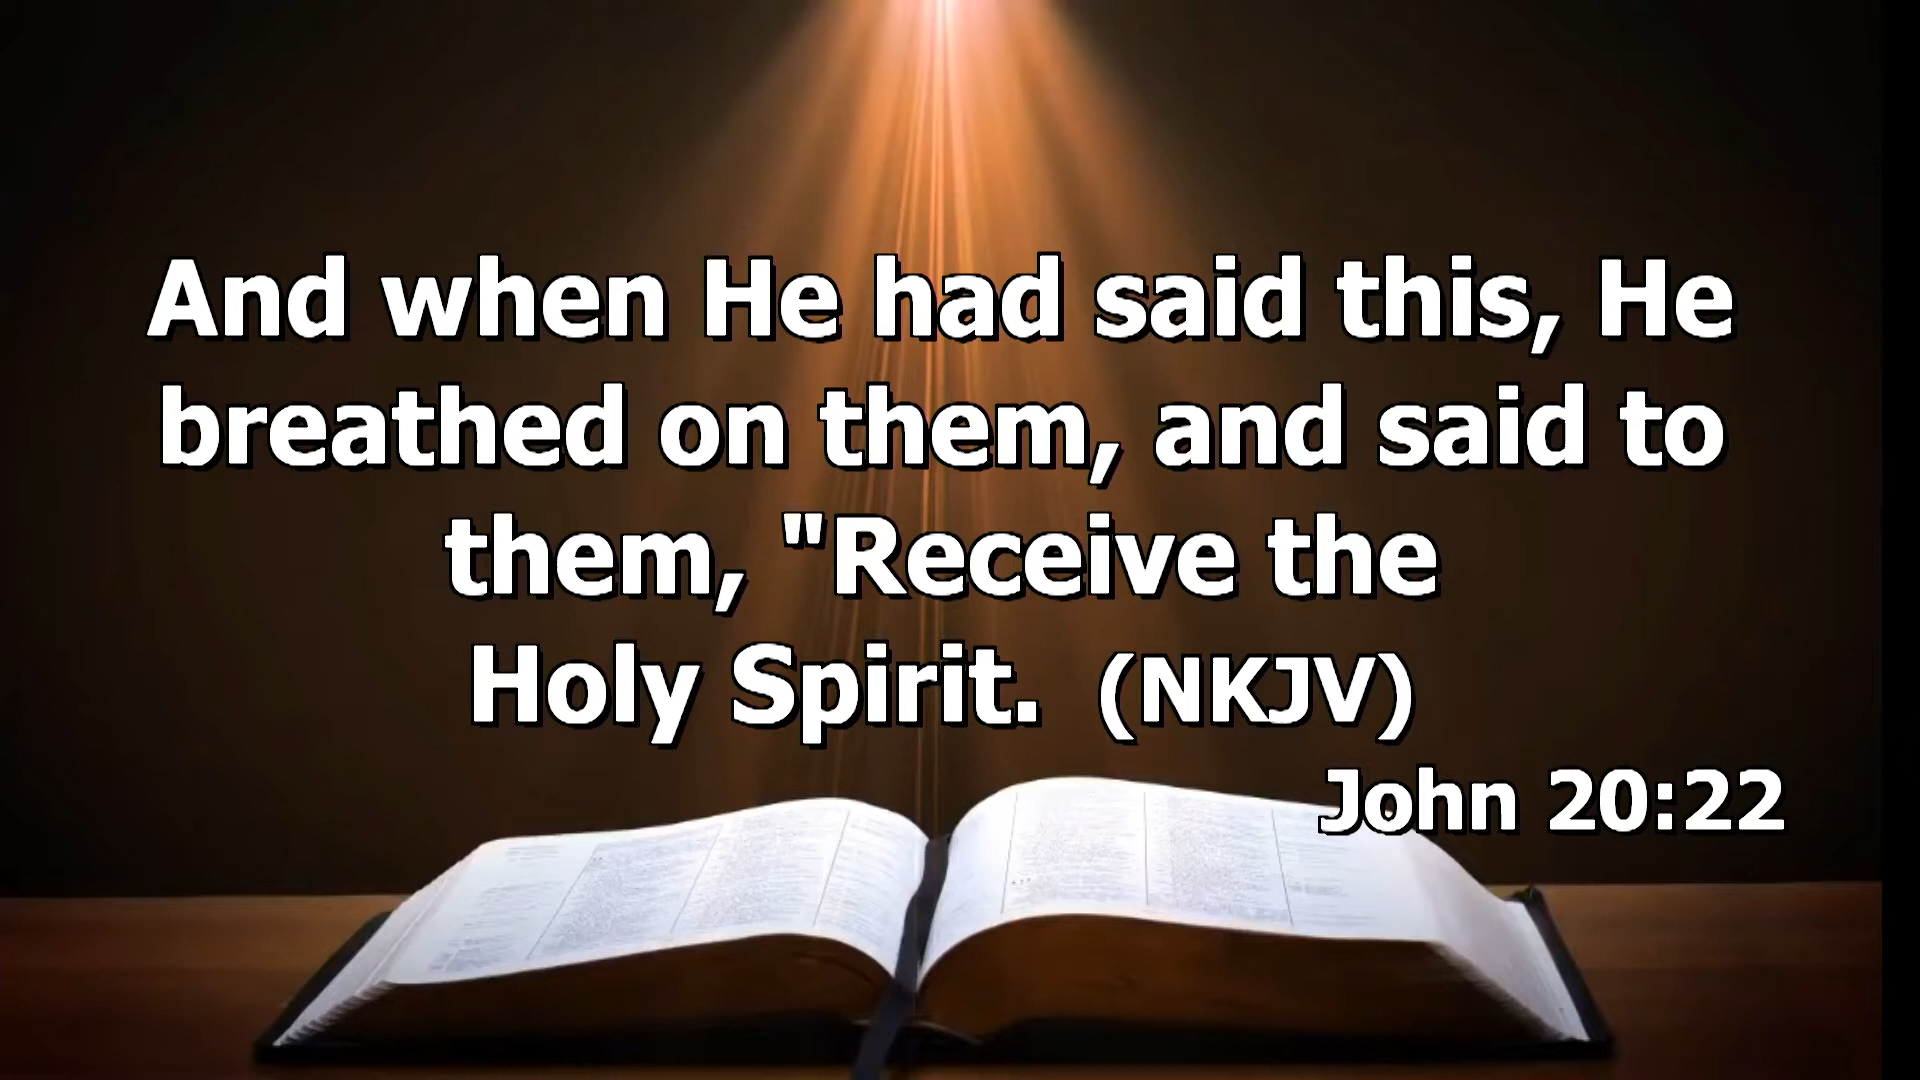 And when He had said this, He
breathed on them, and said to
them, "Receive the
Holy Spirit. (NKJV)
John 20:22